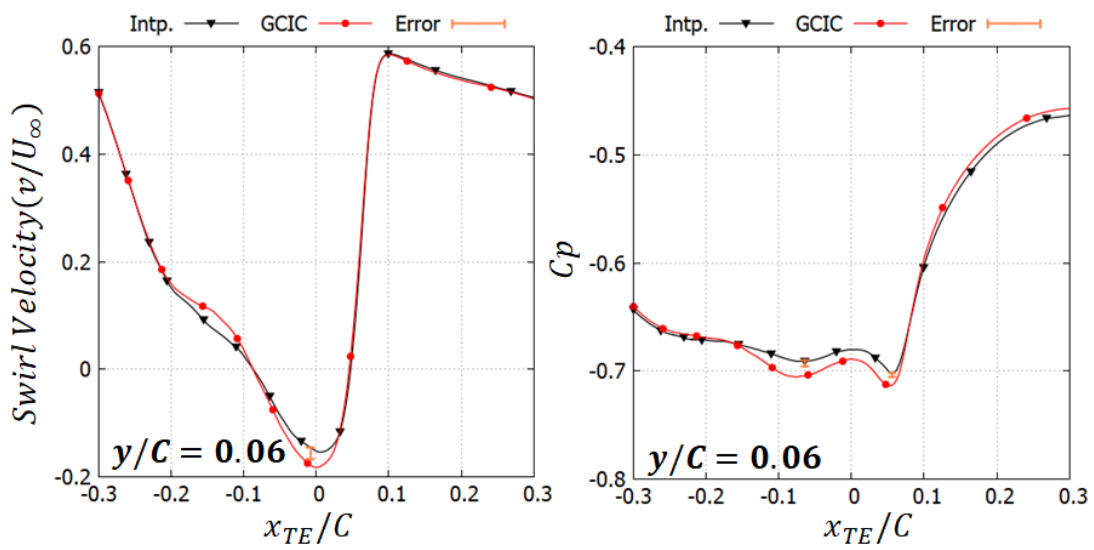 Intp. GCIC Error
0.6
0.4
0.2
0
-0.2
Swirl Velocity(v/U∞)
y/C = 0.06
-0.3 -0.2 -0.1 0 0.1 0.2 0.3
x_TE/C
Intp. GCIC Error
-0.4
-0.5
-0.6
-0.7
-0.8
Cp
y/C = 0.06
-0.3 -0.2 -0.1 0 0.1 0.2 0.3
x_TE/C